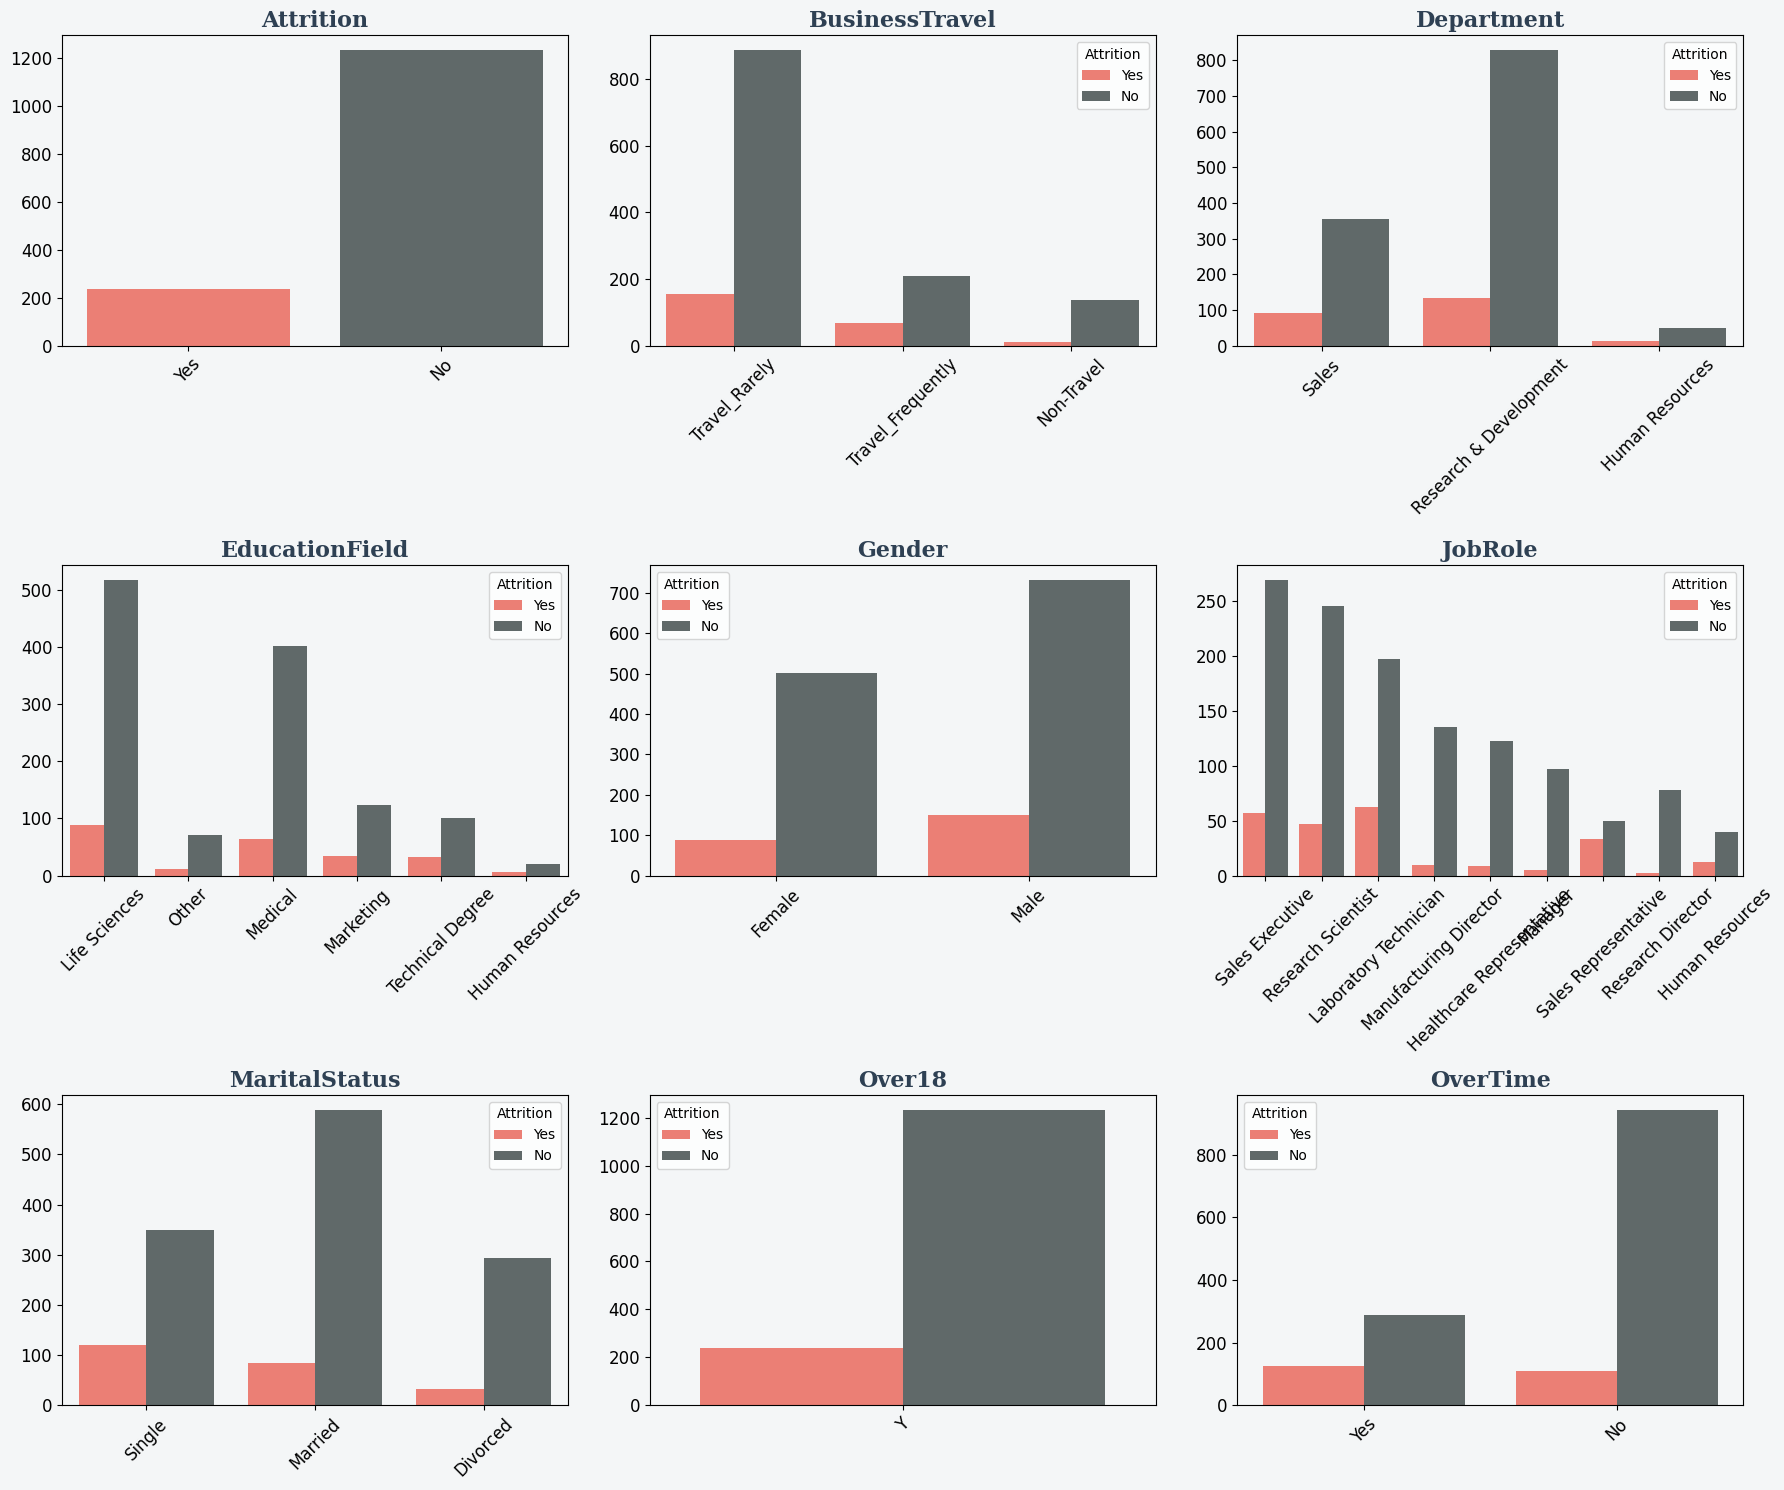 Attrition
1200
1000
800
600
400
200
0
Yes
No
BusinessTravel
800
600
400
200
0
Attrition
Yes
No
Travel_Rarely
Travel_Frequently
Non-Travel
Department
800
700
600
500
400
300
200
100
0
Attrition
Yes
No
Sales
Research & Development
Human Resources
EducationField
500
400
300
200
100
0
Attrition
Yes
No
Life Sciences
Other
Medical
Marketing
Technical Degree
Human Resources
Gender
700
600
500
400
300
200
100
0
Attrition
Yes
No
Female
Male
JobRole
250
200
150
100
50
0
Attrition
Yes
No
Sales Executive
Research Scientist
Laboratory Technician
Manufacturing Director
Healthcare Representative
Manager
Sales Representative
Research Director
Human Resources
MaritalStatus
600
500
400
300
200
100
0
Attrition
Yes
No
Single
Married
Divorced
Over18
1200
1000
800
600
400
200
0
Attrition
Yes
No
Y
OverTime
800
600
400
200
0
Attrition
Yes
No
Yes
No